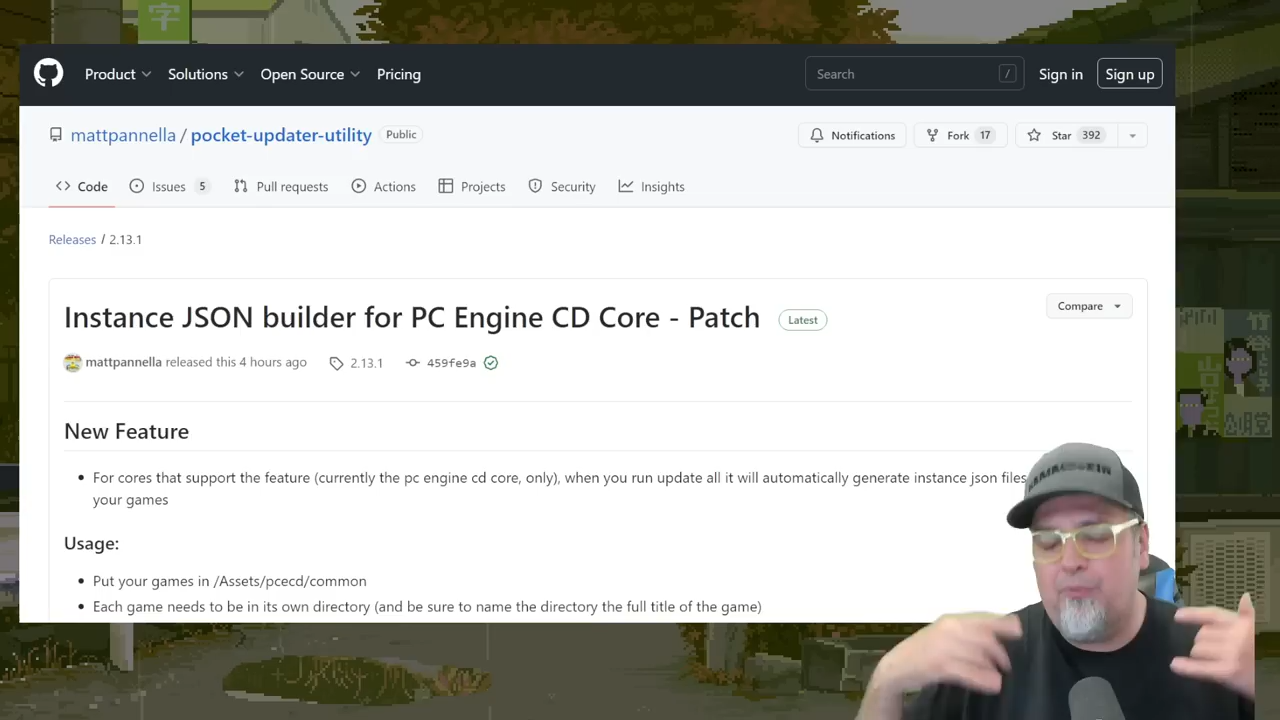 字
Product Solutions Open Source Pricing Search / Sign in Sign up
mattpannella / pocket-updater-utility Public Notifications Fork 17 Star 392
Code Issues 5 Pull requests Actions Projects Security Insights
Releases / 2.13.1
Instance JSON builder for PC Engine CD Core - Patch Latest Compare
mattpannella released this 4 hours ago 2.13.1 459fe9a
New Feature
For cores that support the feature (currently the pc engine cd core, only), when you run update all it will automatically generate instance json files
your games
Usage:
Put your games in /Assets/pcecd/common
Each game needs to be in its own directory (and be sure to name the directory the full title of the game)